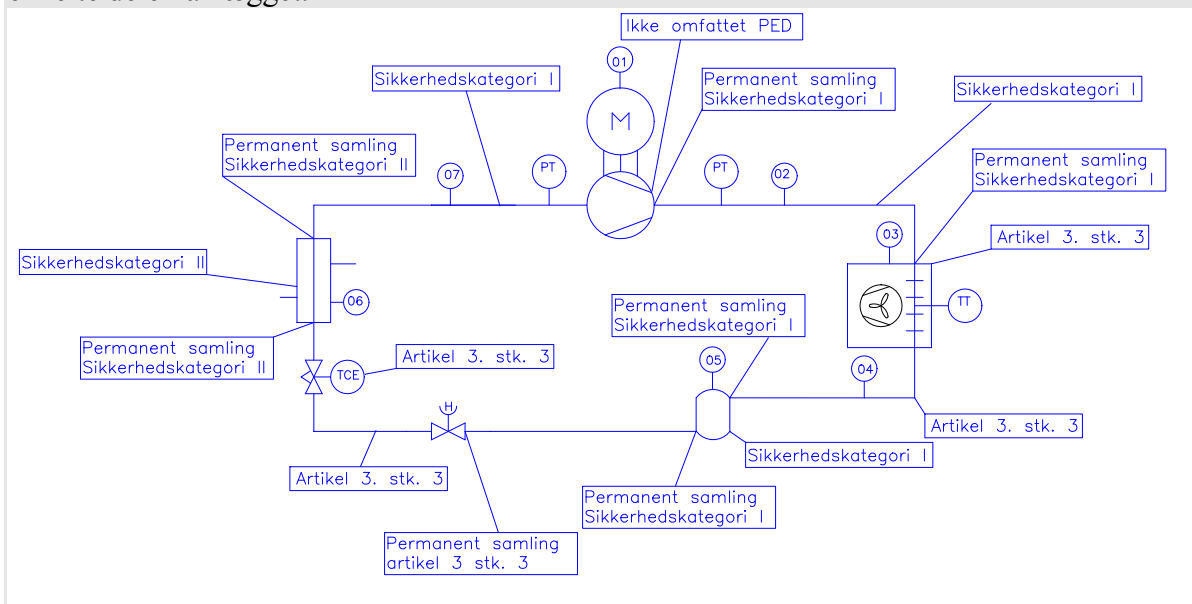 Ikke omfattet PED
01
Sikkerhedskategori I
Permanent samling
Sikkerhedskategori I
Sikkerhedskategori I
M
Permanent samling
Sikkerhedskategori II
Permanent samling
Sikkerhedskategori I
07
PT
PT
02
03
Artikel 3. stk. 3
Sikkerhedskategori II
06
TT
Permanent samling
Sikkerhedskategori I
Permanent samling
Sikkerhedskategori II
Artikel 3. stk. 3
TCE
05
04
H
Artikel 3. stk. 3
Sikkerhedskategori I
Artikel 3. stk. 3
Permanent samling
Sikkerhedskategori I
Permanent samling
artikel 3 stk. 3